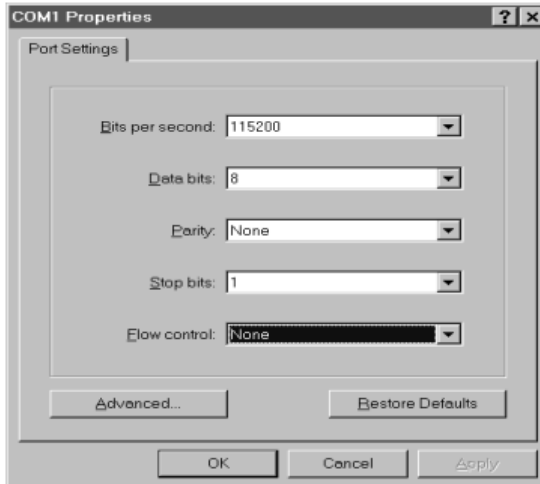 COM1 Properties
? ×
Port Settings
Bits per second: 115200
Data bits: 8
Parity: None
Stop bits: 1
Flow control: None
Advanced...
Restore Defaults
OK
Cancel
Apply